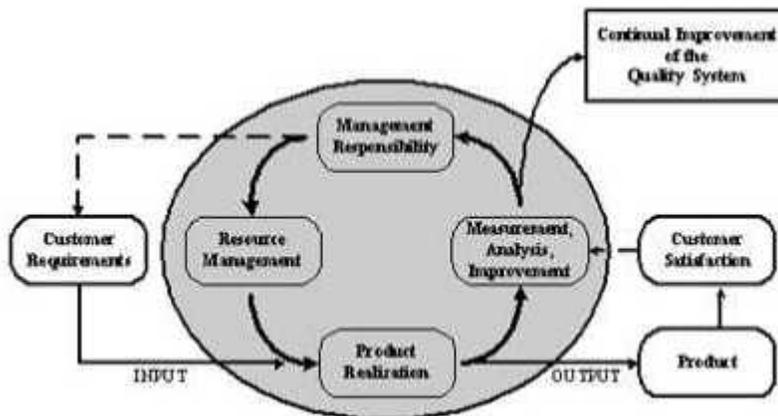 Continual Improvement
of the
Quality System
Management
Responsibility
Customer
Requirements
Resource
Management
Measurement,
Analysis,
Improvement
Customer
Satisfaction
Product
Realization
Product
INPUT
OUTPUT